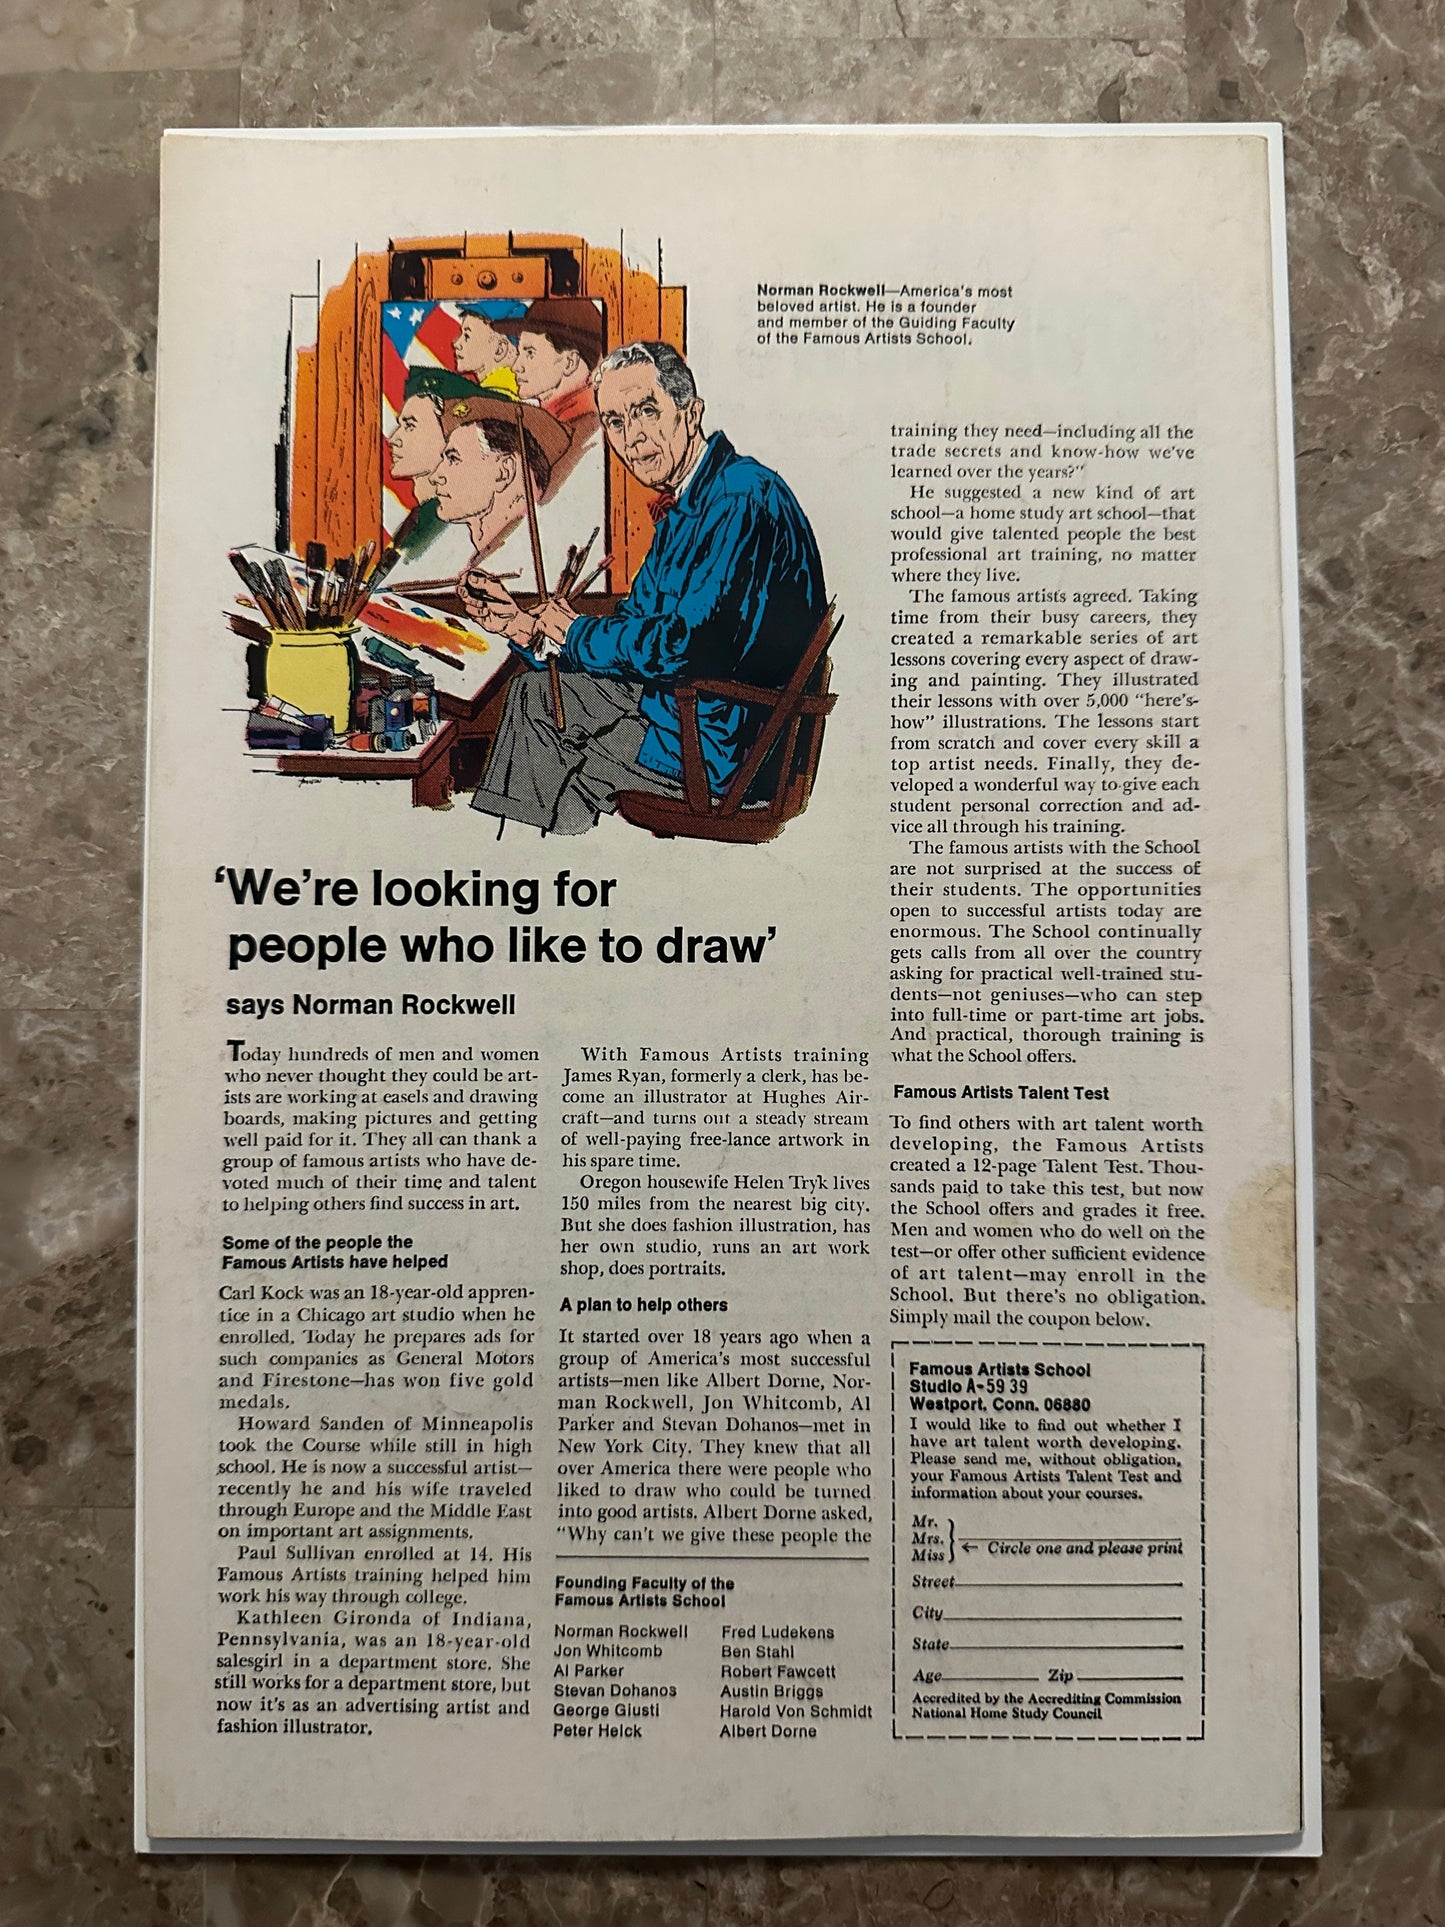 Norman Rockwell—America's most
beloved artist. He is a founder
and member of the Guiding Faculty
of the Famous Artists School.
'We're looking for
people who like to draw'
says Norman Rockwell
Today hundreds of men and women
who never thought they could be art-
ists are working at easels and drawing
boards, making pictures and getting
well paid for it. They all can thank a
group of famous artists who have de-
voted much of their time and talent
to helping others find success in art.
Some of the people the
Famous Artists have helped
Carl Kock was an 18-year-old appren-
tice in a Chicago art studio when he
enrolled. Today he prepares ads for
such companies as General Motors
and Firestone—has won five gold
medals.
Howard Sanden of Minneapolis
took the Course while still in high
school. He is now a successful artist—
recently he and his wife traveled
through Europe and the Middle East
on important art assignments.
Paul Sullivan enrolled at 14. His
Famous Artists training helped him
work his way through college.
Kathleen Gironda of Indiana,
Pennsylvania, was an 18-year-old
salesgirl in a department store. She
still works for a department store, but
now it's as an advertising artist and
fashion illustrator.
With Famous Artists training
James Ryan, formerly a clerk, has be-
come an illustrator at Hughes Air-
craft—and turns out a steady stream
of well-paying free-lance artwork in
his spare time.
Oregon housewife Helen Tryk lives
150 miles from the nearest big city.
But she does fashion illustration, has
her own studio, runs an art work
shop, does portraits.
A plan to help others
It started over 18 years ago when a
group of America's most successful
artists—men like Albert Dorne, Nor-
man Rockwell, Jon Whitcomb, Al
Parker and Stevan Dohanos—met in
New York City. They knew that all
over America there were people who
liked to draw who could be turned
into good artists. Albert Dorne asked,
"Why can't we give these people the
Founding Faculty of the
Famous Artists School
Norman Rockwell
Jon Whitcomb
Al Parker
Stevan Dohanos
George Giusti
Peter Helck
Fred Ludekens
Ben Stahl
Robert Fawcett
Austin Briggs
Harold Von Schmidt
Albert Dorne
training they need—including all the
trade secrets and know-how we've
learned over the years?"
He suggested a new kind of art
school—a home study art school—that
would give talented people the best
professional art training, no matter
where they live.
The famous artists agreed. Taking
time from their busy careers, they
created a remarkable series of art
lessons covering every aspect of draw-
ing and painting. They illustrated
their lessons with over 5,000 "here's-
how" illustrations. The lessons start
from scratch and cover every skill a
top artist needs. Finally, they de-
veloped a wonderful way to give each
student personal correction and ad-
vice all through his training.
The famous artists with the School
are not surprised at the success of
their students. The opportunities
open to successful artists today are
enormous. The School continually
gets calls from all over the country
asking for practical well-trained stu-
dents—not geniuses—who can step
into full-time or part-time art jobs.
And practical, thorough training is
what the School offers.
Famous Artists Talent Test
To find others with art talent worth
developing, the Famous Artists
created a 12-page Talent Test. Thou-
sands paid to take this test, but now
the School offers and grades it free.
Men and women who do well on the
test—or offer other sufficient evidence
of art talent—may enroll in the
School. But there's no obligation.
Simply mail the coupon below.
Famous Artists School
Studio A-59 39
Westport, Conn. 06880
I would like to find out whether I
have art talent worth developing.
Please send me, without obligation,
your Famous Artists Talent Test and
information about your courses.
Mr.
Mrs.
Miss
← Circle one and please print
Street
City
State
Age Zip
Accredited by the Accrediting Commission
National Home Study Council